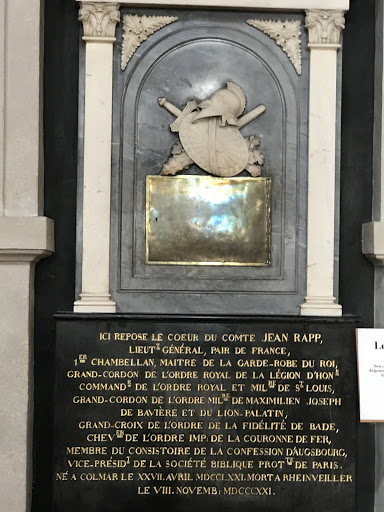 ICI REPOSE LE COEUR DU COMTE JEAN RAPP,
LIEUT.T GÉNÉRAL, PAIR DE FRANCE,
1.ER CHAMBELLAN, MAITRE DE LA GARDE-ROBE DU ROI,
GRAND-CORDON DE L'ORDRE ROYAL DE LA LÉGION D'HON.R
COMMAND.R DE L'ORDRE ROYAL ET MIL.RE DE S.T LOUIS,
GRAND-CORDON DE L'ORDRE MIL.RE DE MAXIMILIEN JOSEPH
DE BAVIÈRE ET DU LION-PALATIN,
GRAND-CROIX DE L'ORDRE DE LA FIDÉLITÉ DE BADE,
CHEV.ER DE L'ORDRE IMP: DE LA COURONNE DE FER,
MEMBRE DU CONSISTOIRE DE LA CONFESSION D'AUGSBOURG,
VICE-PRÉSID.T DE LA SOCIÉTÉ BIBLIQUE PROT.TE DE PARIS.
NÉ A COLMAR LE XXVII. AVRIL MDCCLXXI. MORT A RHEINVEILLER
LE VIII. NOVEMB: MDCCCXXI.